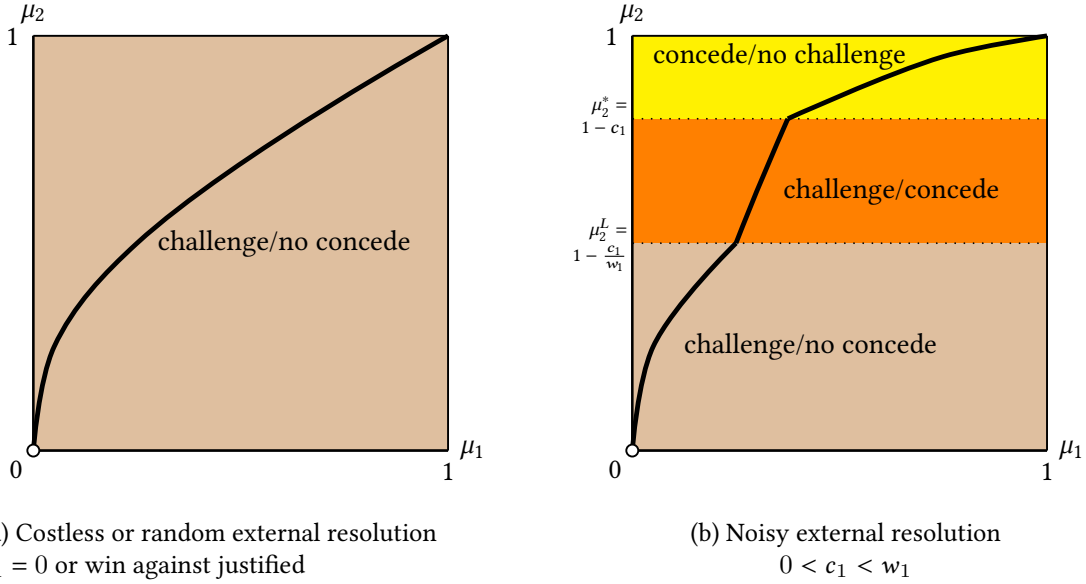 μ₂
1
challenge/no concede
0
1
μ₁
) Costless or random external resolution
= 0 or win against justified
μ₂
1
concede/no challenge
μ₂* =
1 − c₁
challenge/concede
μ₂ᴸ =
1 − c₁/w₁
challenge/no concede
0
1
μ₁
(b) Noisy external resolution
0 < c₁ < w₁